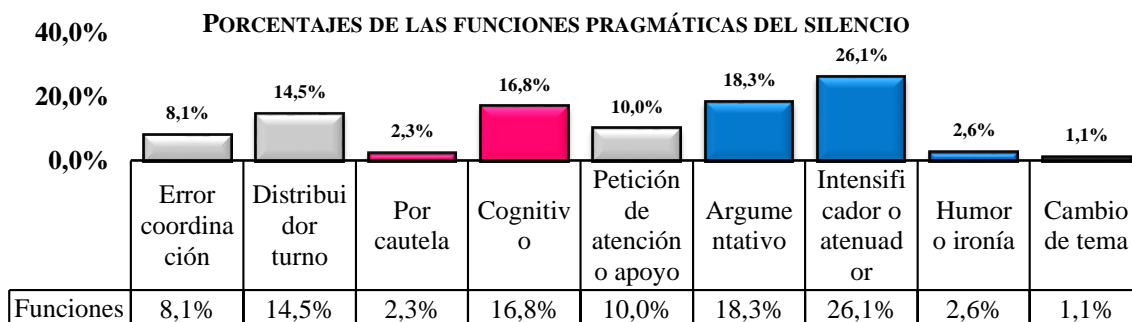 PORCENTAJES DE LAS FUNCIONES PRAGMÁTICAS DEL SILENCIO
40,0%
20,0%
0,0%
8,1%
14,5%
2,3%
16,8%
10,0%
18,3%
26,1%
2,6%
1,1%
Error
coordina
ción
Distribui
dor
turno
Por
cautela
Cognitiv
o
Petición
de
atención
o apoyo
Argume
ntativo
Intensifi
cador o
atenuad
or
Humor
o ironía
Cambio
de tema
Funciones 8,1% 14,5% 2,3% 16,8% 10,0% 18,3% 26,1% 2,6% 1,1%